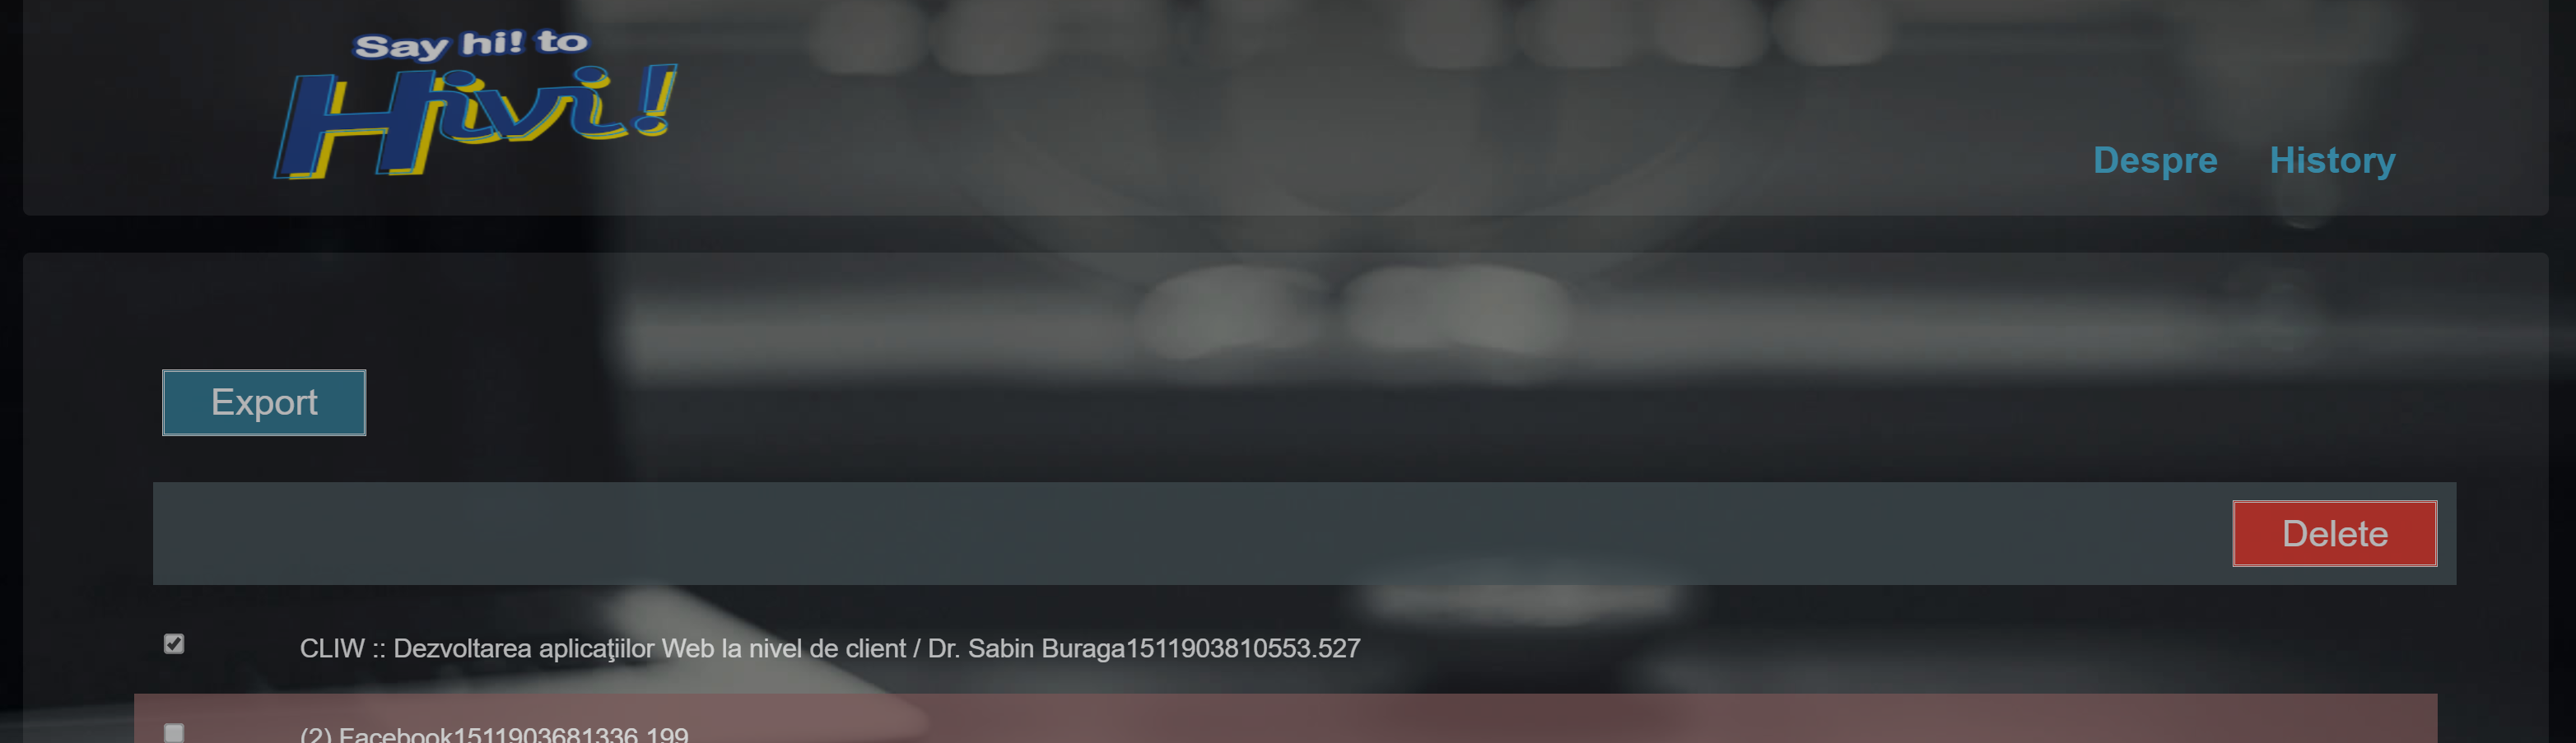 Say hi! to
Hivi!
Despre History
Export
Delete
CLIW :: Dezvoltarea aplicaţiilor Web la nivel de client / Dr. Sabin Buraga1511903810553.527
(2) Facebook1511903681336.199